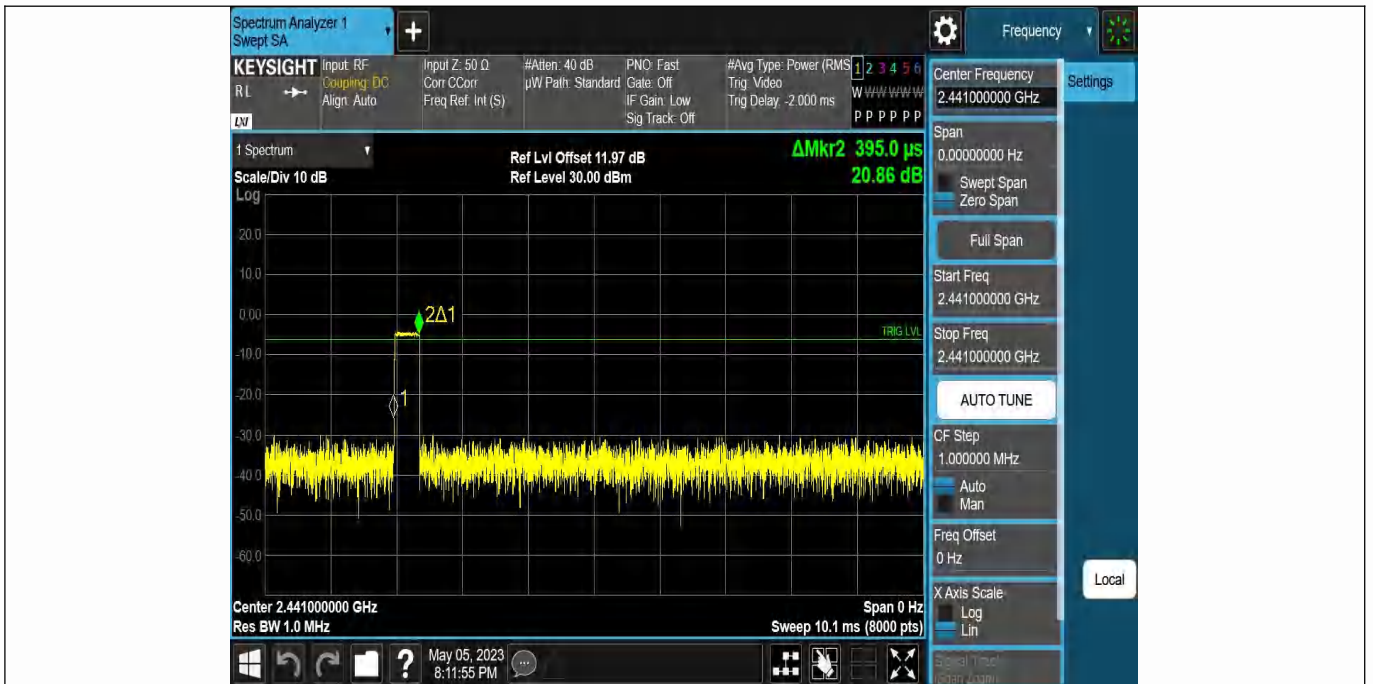 Spectrum Analyzer 1
Swept SA
+
Frequency
KEYSIGHT
RL
LXI
Input: RF
Coupling: DC
Align: Auto
Input Z: 50 Ω
Corr CCorr
Freq Ref: Int (S)
#Atten: 40 dB
µW Path: Standard
PNO: Fast
Gate: Off
IF Gain: Low
Sig Track: Off
#Avg Type: Power (RMS
Trig: Video
Trig Delay: -2.000 ms
1 2 3 4 5 6
W W W W W W
P P P P P P
Center Frequency
2.441000000 GHz
Settings
1 Spectrum
Scale/Div 10 dB
Ref Lvl Offset 11.97 dB
Ref Level 30.00 dBm
ΔMkr2 395.0 µs
20.86 dB
Log
20.0
10.0
0.00
-10.0
-20.0
-30.0
-40.0
-50.0
-60.0
2Δ1
1
TRIG LVL
Span
0.00000000 Hz
Swept Span
Zero Span
Full Span
Start Freq
2.441000000 GHz
Stop Freq
2.441000000 GHz
AUTO TUNE
CF Step
1.000000 MHz
Auto
Man
Freq Offset
0 Hz
X Axis Scale
Log
Lin
Signal Track
(Span Zoom)
Local
Center 2.441000000 GHz
Res BW 1.0 MHz
Span 0 Hz
Sweep 10.1 ms (8000 pts)
?
May 05, 2023
8:11:55 PM